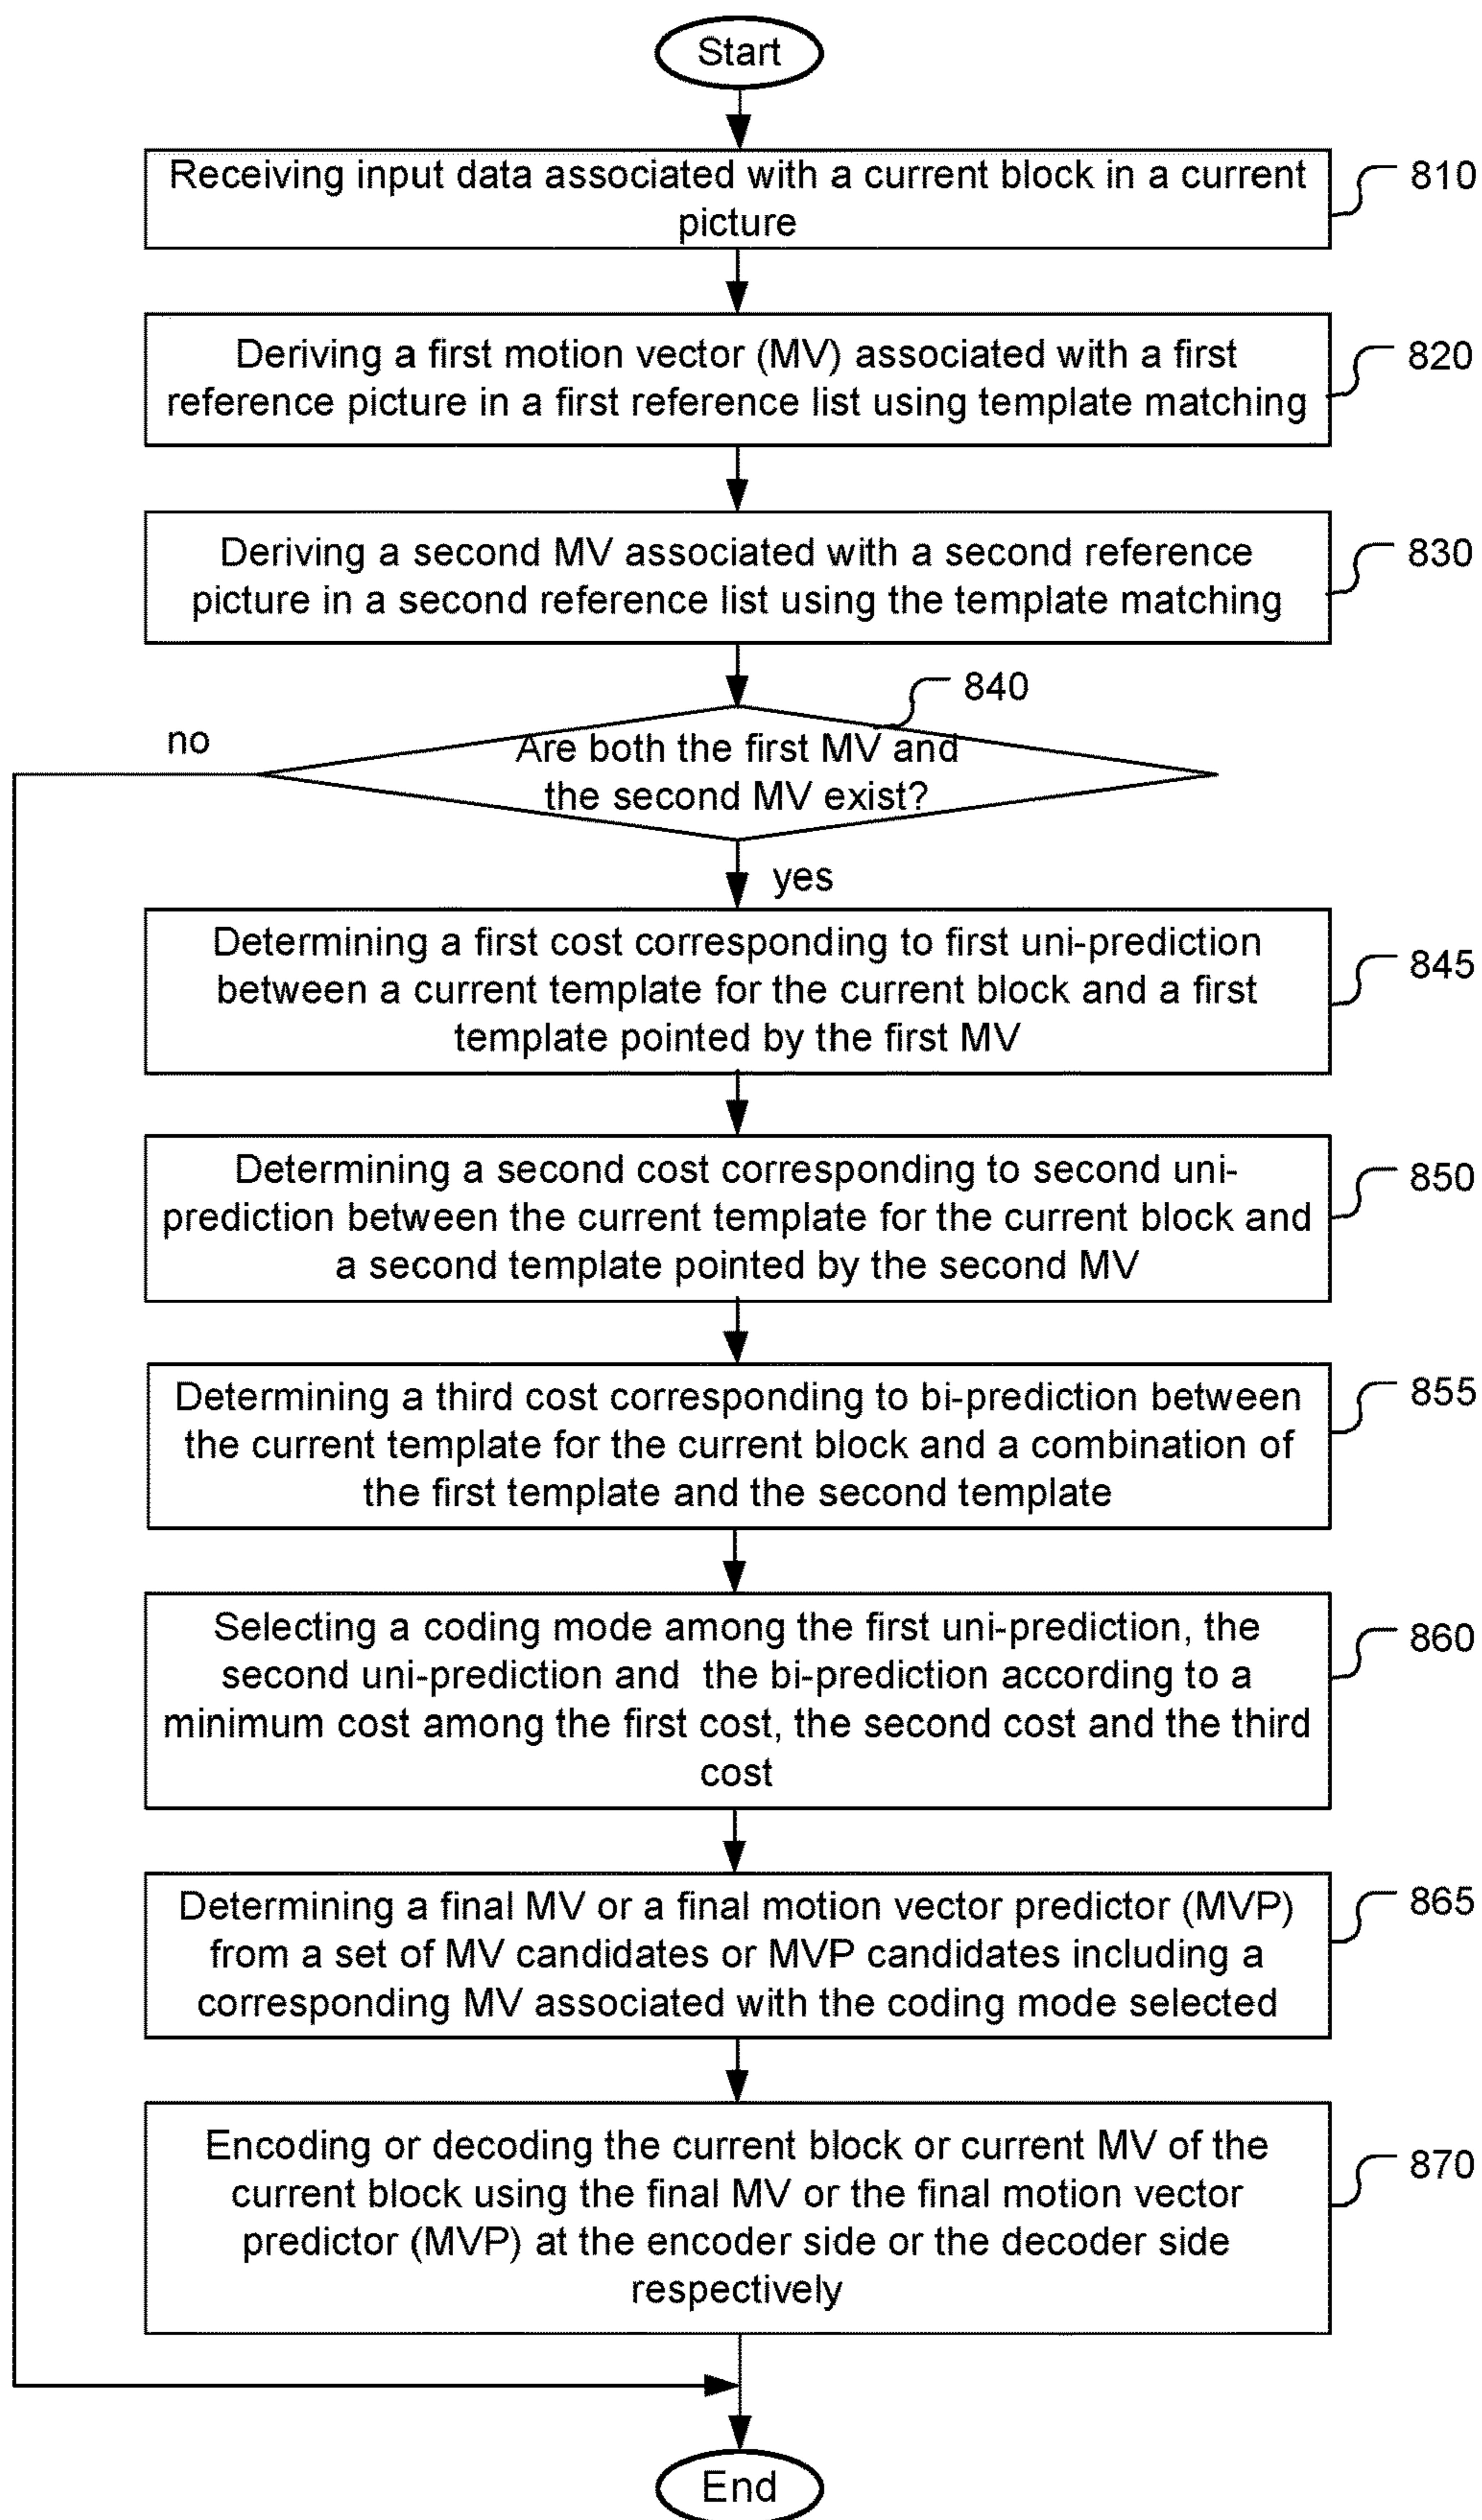 Start
Receiving input data associated with a current block in a current
picture
810
Deriving a first motion vector (MV) associated with a first
reference picture in a first reference list using template matching
820
Deriving a second MV associated with a second reference
picture in a second reference list using the template matching
830
840
no
Are both the first MV and
the second MV exist?
yes
Determining a first cost corresponding to first uni-prediction
between a current template for the current block and a first
template pointed by the first MV
845
Determining a second cost corresponding to second uni-
prediction between the current template for the current block and
a second template pointed by the second MV
850
Determining a third cost corresponding to bi-prediction between
the current template for the current block and a combination of
the first template and the second template
855
Selecting a coding mode among the first uni-prediction, the
second uni-prediction and the bi-prediction according to a
minimum cost among the first cost, the second cost and the third
cost
860
Determining a final MV or a final motion vector predictor (MVP)
from a set of MV candidates or MVP candidates including a
corresponding MV associated with the coding mode selected
865
Encoding or decoding the current block or current MV of the
current block using the final MV or the final motion vector
predictor (MVP) at the encoder side or the decoder side
respectively
870
End